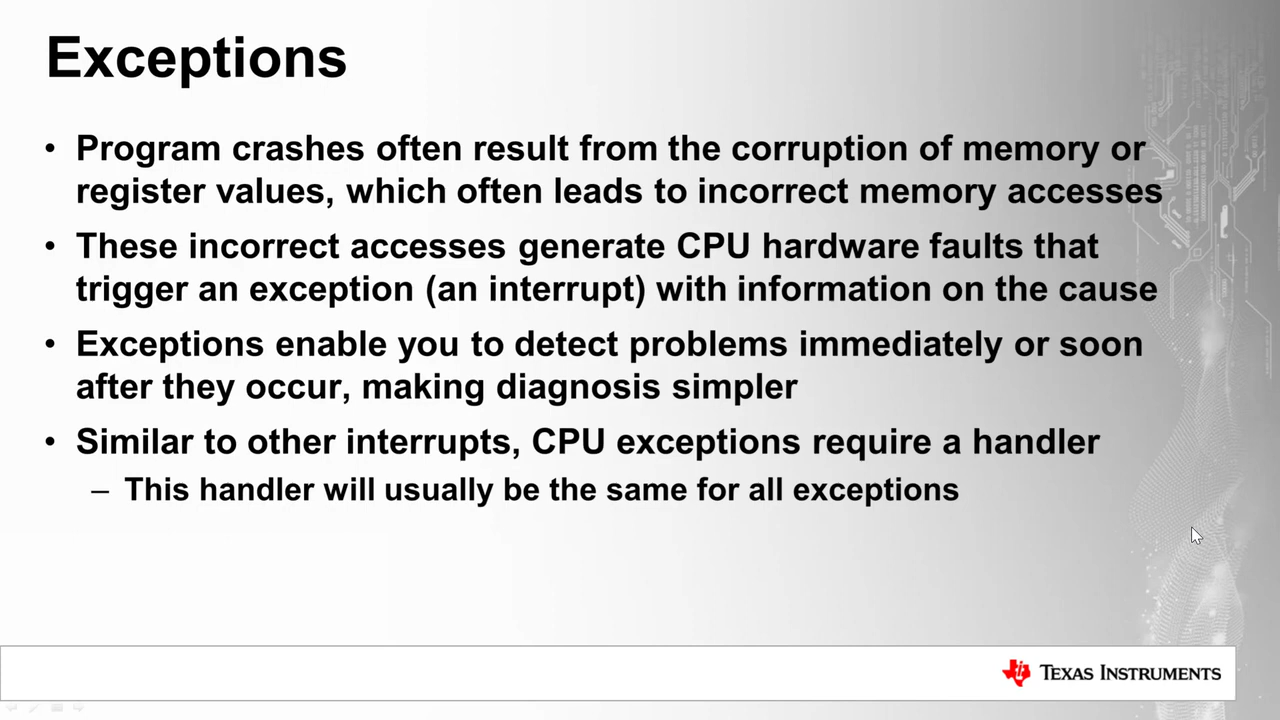 Exceptions
• Program crashes often result from the corruption of memory or
register values, which often leads to incorrect memory accesses
• These incorrect accesses generate CPU hardware faults that
trigger an exception (an interrupt) with information on the cause
• Exceptions enable you to detect problems immediately or soon
after they occur, making diagnosis simpler
• Similar to other interrupts, CPU exceptions require a handler
– This handler will usually be the same for all exceptions
TEXAS INSTRUMENTS